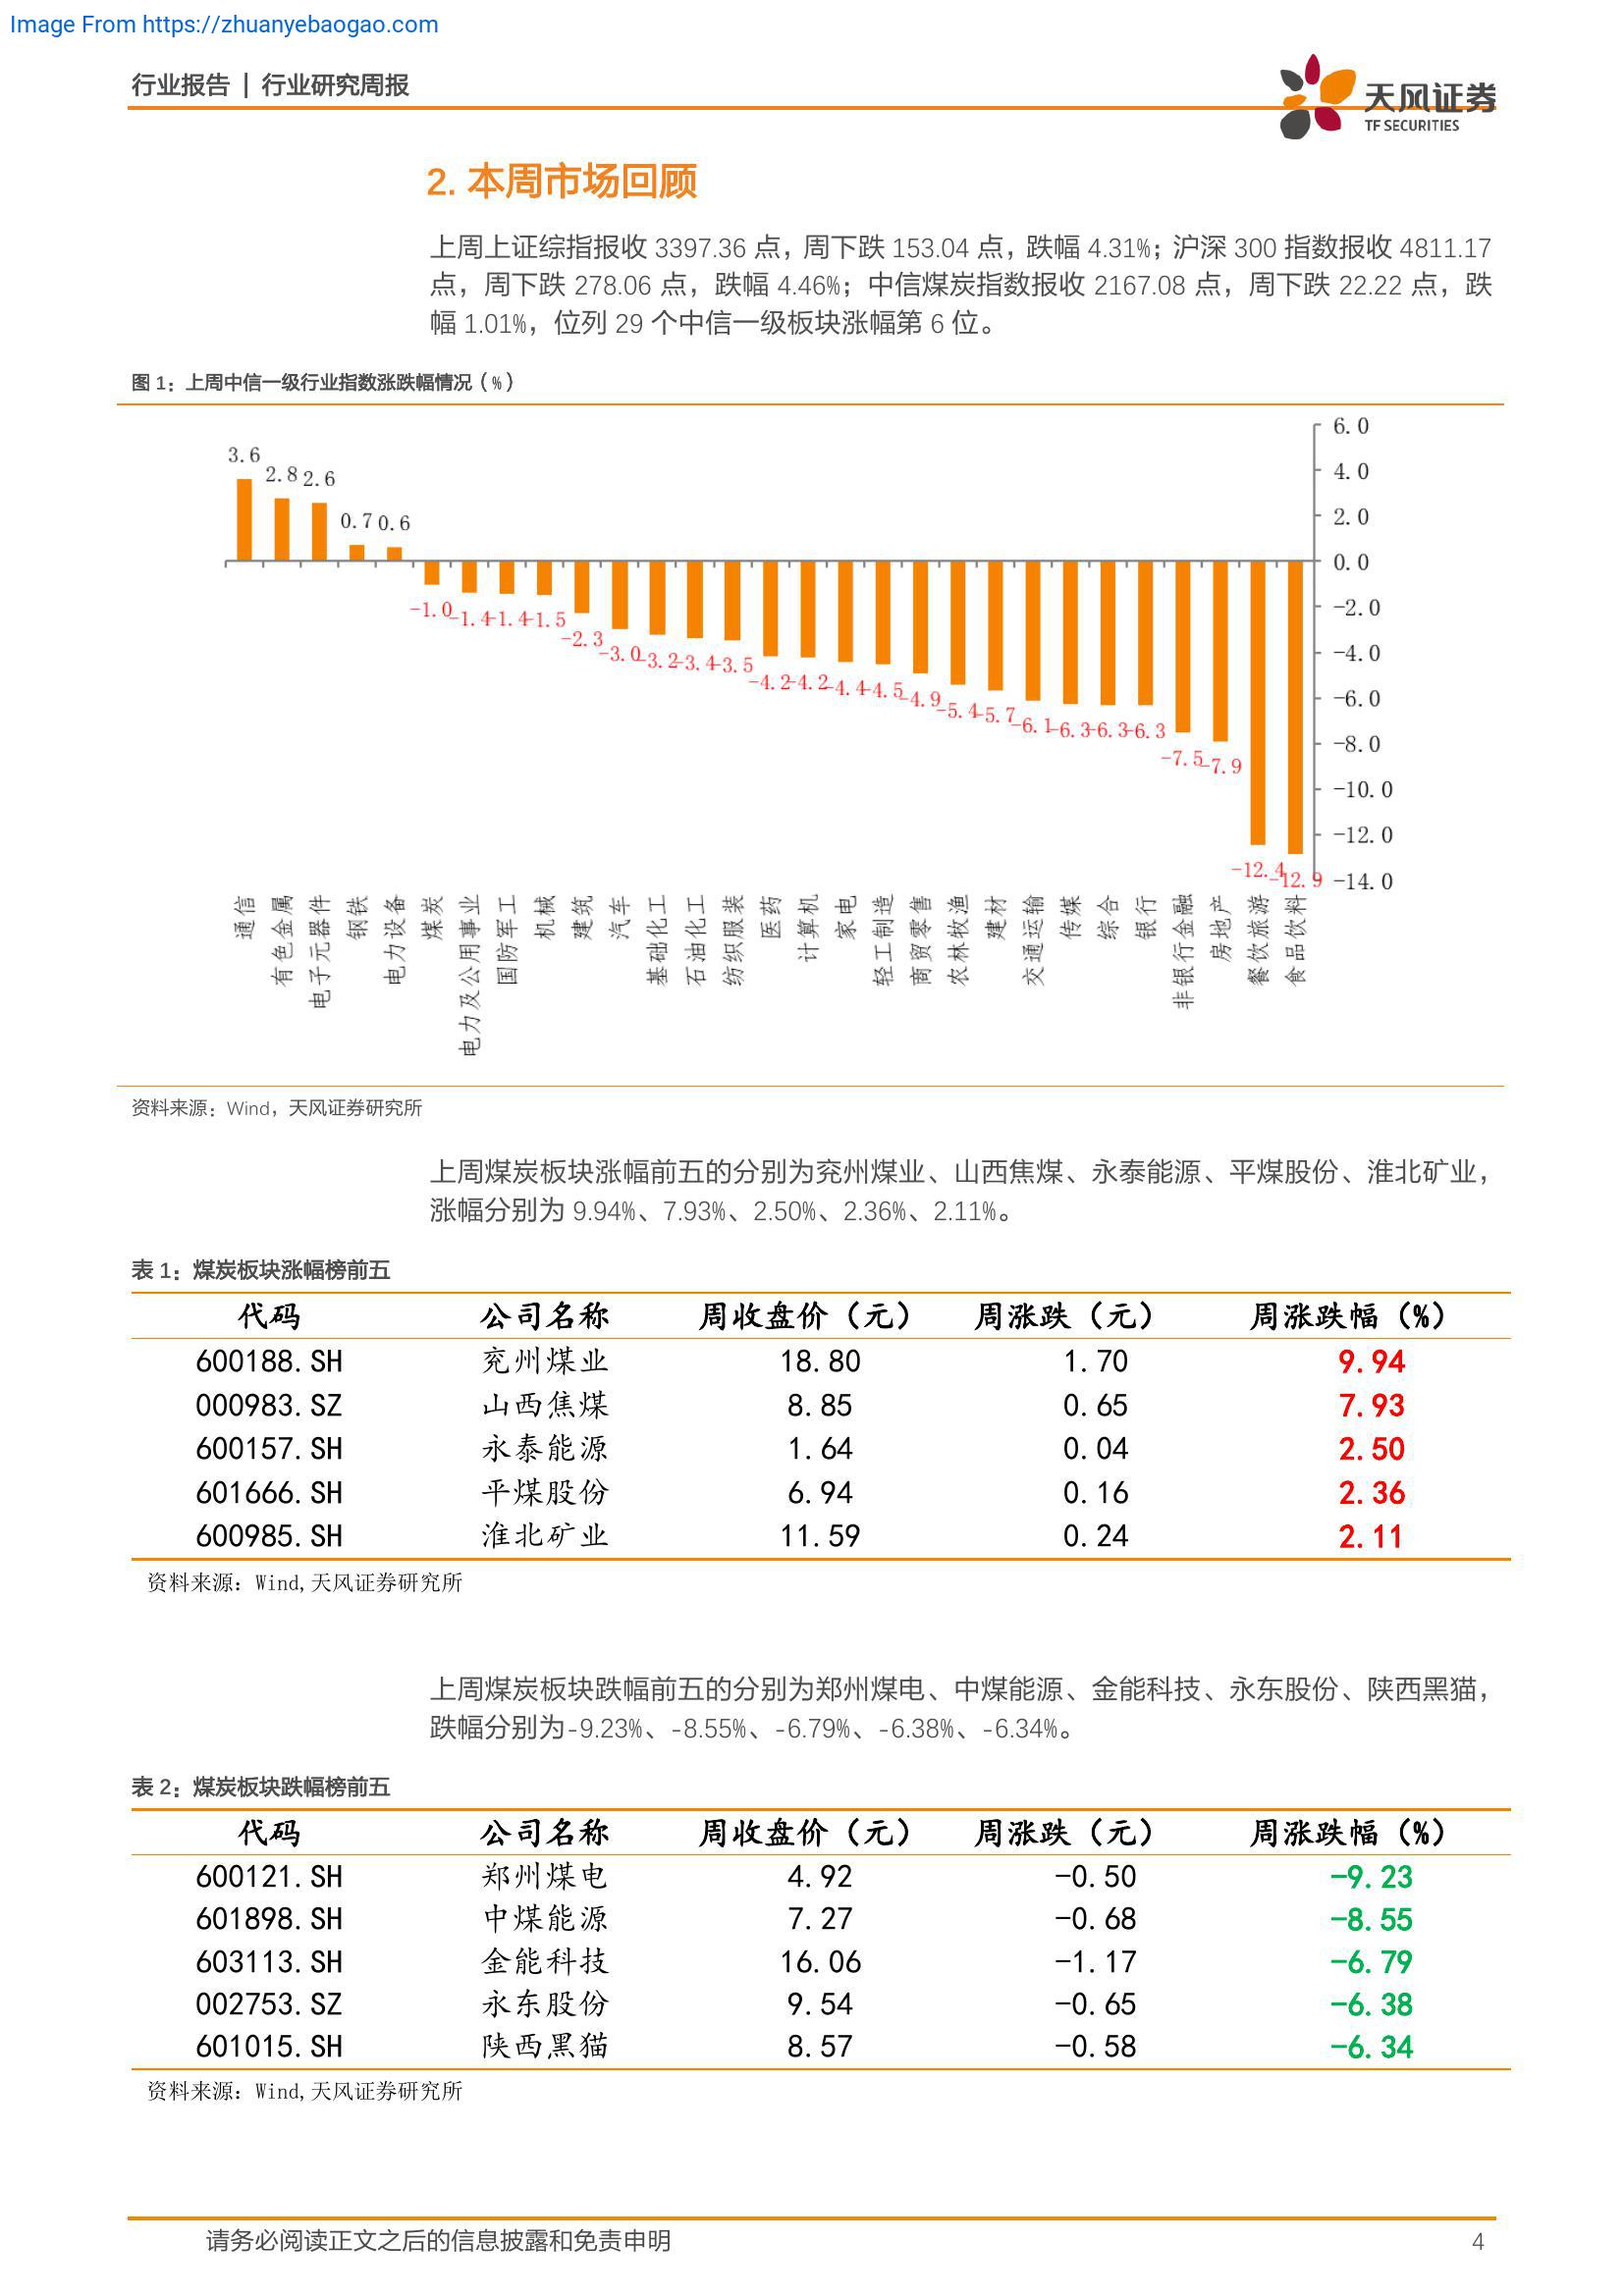 Image From https://zhuanyebaogao.com
行业报告 | 行业研究周报
天风证券
TF SECURITIES
2. 本周市场回顾
上周上证综指报收 3397.36 点，周下跌 153.04 点，跌幅 4.31%；沪深 300 指数报收 4811.17
点，周下跌 278.06 点，跌幅 4.46%；中信煤炭指数报收 2167.08 点，周下跌 22.22 点，跌
幅 1.01%，位列 29 个中信一级板块涨幅第 6 位。
图 1：上周中信一级行业指数涨跌幅情况（%）
6.0
4.0
2.0
0.0
-2.0
-4.0
-6.0
-8.0
-10.0
-12.0
-14.0
3.6 2.8 2.6 0.7 0.6 -1.0 -1.4 -1.4 -1.5 -2.3 -3.0 -3.2 -3.4 -3.5 -4.2 -4.2 -4.4 -4.5 -4.9 -5.4 -5.7 -6.1 -6.3 -6.3 -6.3 -7.5 -7.9 -12.4 -12.9
通信
有色金属
电子元器件
钢铁
电力设备
煤炭
电力及公用事业
国防军工
机械
建筑
汽车
基础化工
石油化工
纺织服装
医药
计算机
家电
轻工制造
商贸零售
农林牧渔
建材
交通运输
传媒
综合
银行
非银行金融
房地产
餐饮旅游
食品饮料
资料来源：Wind，天风证券研究所
上周煤炭板块涨幅前五的分别为兖州煤业、山西焦煤、永泰能源、平煤股份、淮北矿业，
涨幅分别为 9.94%、7.93%、2.50%、2.36%、2.11%。
表 1：煤炭板块涨幅榜前五
代码 公司名称 周收盘价（元） 周涨跌（元） 周涨跌幅（%）
600188.SH 兖州煤业 18.80 1.70 9.94
000983.SZ 山西焦煤 8.85 0.65 7.93
600157.SH 永泰能源 1.64 0.04 2.50
601666.SH 平煤股份 6.94 0.16 2.36
600985.SH 淮北矿业 11.59 0.24 2.11
资料来源：Wind,天风证券研究所
上周煤炭板块跌幅前五的分别为郑州煤电、中煤能源、金能科技、永东股份、陕西黑猫，
跌幅分别为-9.23%、-8.55%、-6.79%、-6.38%、-6.34%。
表 2：煤炭板块跌幅榜前五
代码 公司名称 周收盘价（元） 周涨跌（元） 周涨跌幅（%）
600121.SH 郑州煤电 4.92 -0.50 -9.23
601898.SH 中煤能源 7.27 -0.68 -8.55
603113.SH 金能科技 16.06 -1.17 -6.79
002753.SZ 永东股份 9.54 -0.65 -6.38
601015.SH 陕西黑猫 8.57 -0.58 -6.34
资料来源：Wind,天风证券研究所
请务必阅读正文之后的信息披露和免责申明 4